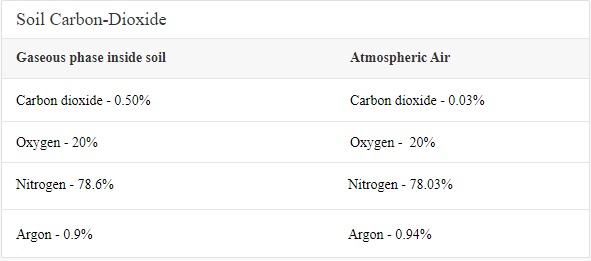 Soil Carbon-Dioxide
Gaseous phase inside soil Atmospheric Air
Carbon dioxide - 0.50% Carbon dioxide - 0.03%
Oxygen - 20% Oxygen -  20%
Nitrogen - 78.6% Nitrogen - 78.03%
Argon - 0.9% Argon - 0.94%